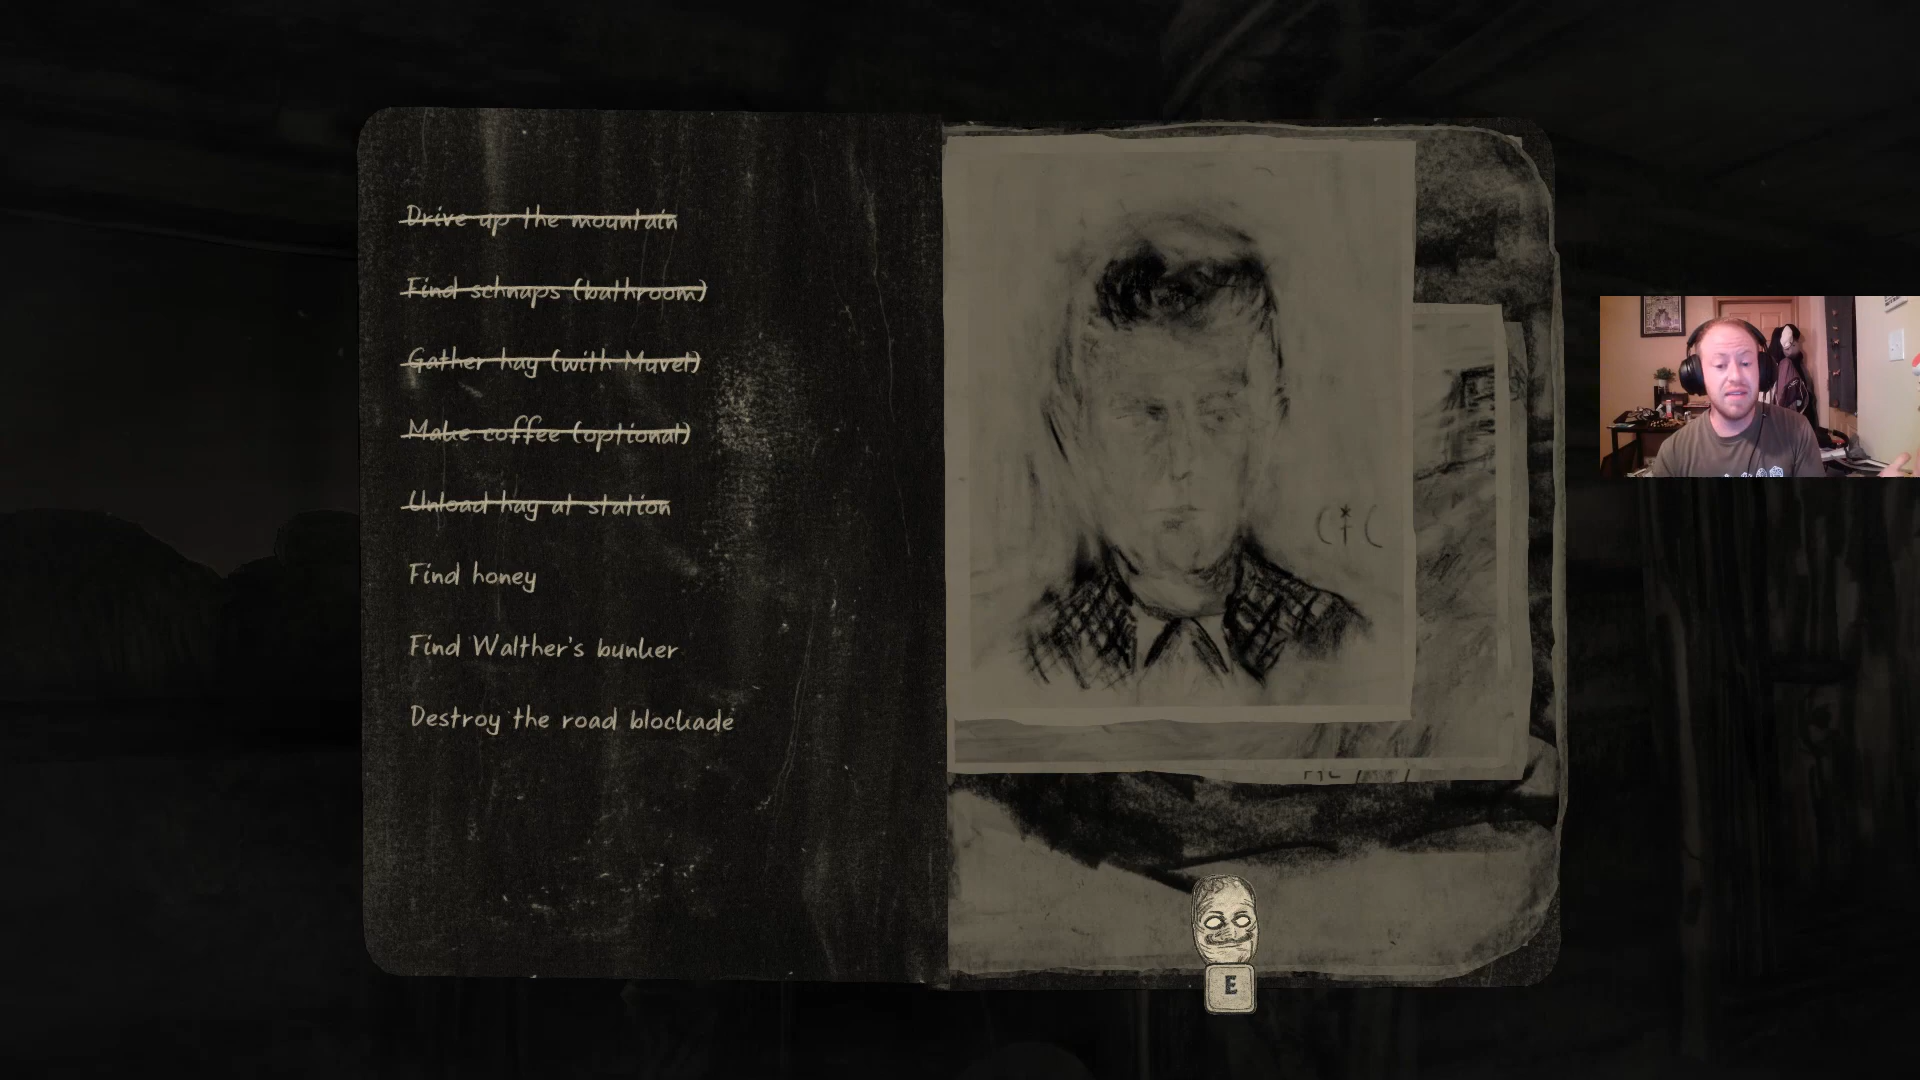 Drive up the mountain
Find schnaps (bathroom)
Gather hay (with Muvel)
Make coffee (optional)
Unload hay at station
Find honey
Find Walther's bunker
Destroy the road blockade
E